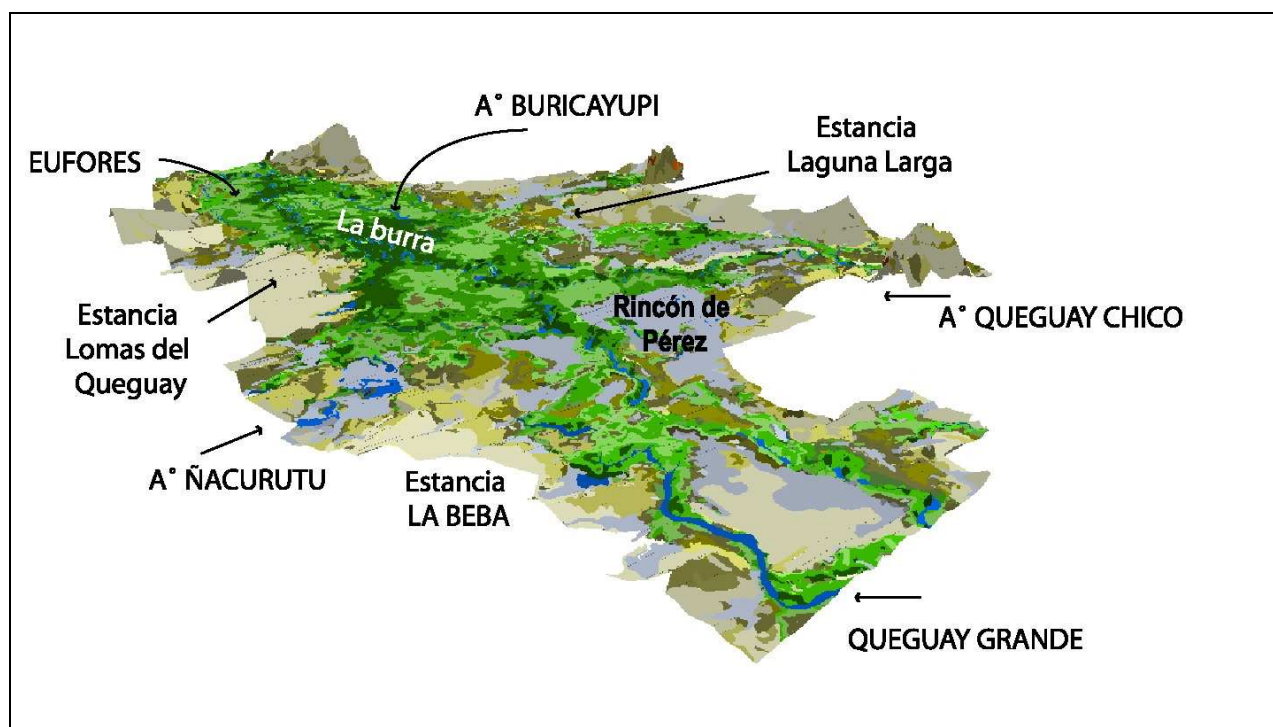 A° BURICAYUPI
Estancia
Laguna Larga
EUFORES
La burra
Rincón de
Pérez
A° QUEGUAY CHICO
Estancia
Lomas del
Queguay
A° ÑACURUTU
Estancia
LA BEBA
QUEGUAY GRANDE